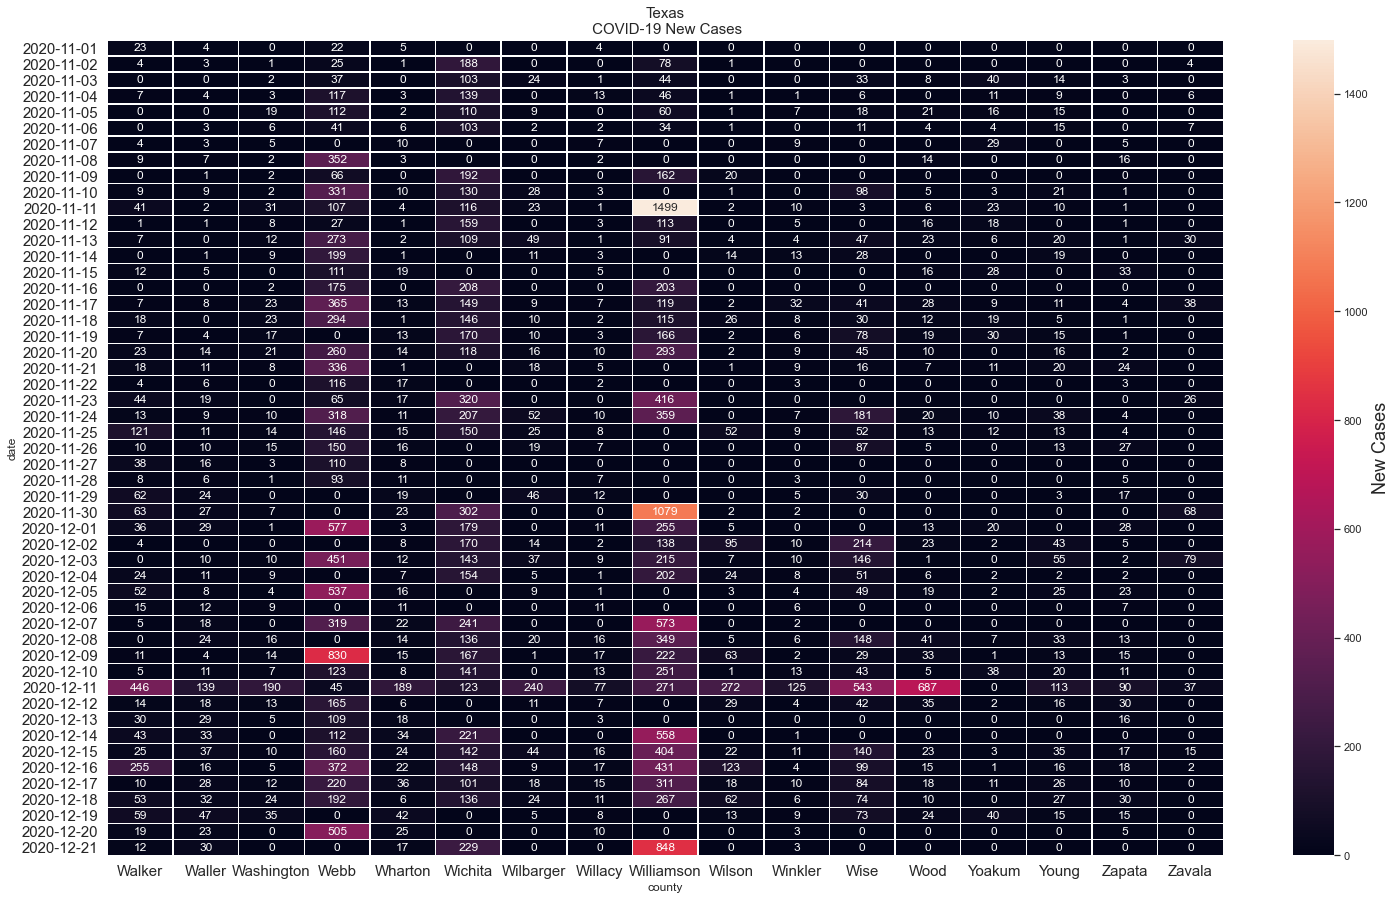 Texas
COVID-19 New Cases
2020-11-01 23 4 0 22 5 0 0 4 0 0 0 0 0 0 0 0 0
2020-11-02 4 3 1 25 1 188 0 0 78 1 0 0 0 0 0 0 4
2020-11-03 0 0 2 37 0 103 24 1 44 0 0 33 8 40 14 3 0
2020-11-04 7 4 3 117 3 139 0 13 46 1 1 6 0 11 9 0 6
2020-11-05 0 0 19 112 2 110 9 0 60 1 7 18 21 16 15 0 0
2020-11-06 0 3 6 41 6 103 2 2 34 1 0 11 4 4 15 0 7
2020-11-07 4 3 5 0 10 0 0 7 0 0 9 0 0 29 0 5 0
2020-11-08 9 7 2 352 3 0 0 2 0 0 0 0 14 0 0 16 0
2020-11-09 0 1 2 66 0 192 0 0 162 20 0 0 0 0 0 0 0
2020-11-10 9 9 2 331 10 130 28 3 0 1 0 98 5 3 21 1 0
2020-11-11 41 2 31 107 4 116 23 1 1499 2 10 3 6 23 10 1 0
2020-11-12 1 1 8 27 1 159 0 3 113 0 5 0 16 18 0 1 0
2020-11-13 7 0 12 273 2 109 49 1 91 4 4 47 23 6 20 1 30
2020-11-14 0 1 9 199 1 0 11 3 0 14 13 28 0 0 19 0 0
2020-11-15 12 5 0 111 19 0 0 5 0 0 0 0 16 28 0 33 0
2020-11-16 0 0 2 175 0 208 0 0 203 0 0 0 0 0 0 0 0
2020-11-17 7 8 23 365 13 149 9 7 119 2 32 41 28 9 11 4 38
2020-11-18 18 0 23 294 1 146 10 2 115 26 8 30 12 19 5 1 0
2020-11-19 7 4 17 0 13 170 10 3 166 2 6 78 19 30 15 1 0
2020-11-20 23 14 21 260 14 118 16 10 293 2 9 45 10 0 16 2 0
2020-11-21 18 11 8 336 1 0 18 5 0 1 9 16 7 11 20 24 0
2020-11-22 4 6 0 116 17 0 0 2 0 0 3 0 0 0 0 3 0
2020-11-23 44 19 0 65 17 320 0 0 416 0 0 0 0 0 0 0 26
2020-11-24 13 9 10 318 11 207 52 10 359 0 7 181 20 10 38 4 0
2020-11-25 121 11 14 146 15 150 25 8 0 52 9 52 13 12 13 4 0
2020-11-26 10 10 15 150 16 0 19 7 0 0 0 87 5 0 13 27 0
2020-11-27 38 16 3 110 8 0 0 0 0 0 0 0 0 0 0 0 0
2020-11-28 8 6 1 93 11 0 0 7 0 0 3 0 0 0 0 5 0
2020-11-29 62 24 0 0 19 0 46 12 0 0 5 30 0 0 3 17 0
2020-11-30 63 27 7 0 23 302 0 0 1079 2 2 0 0 0 0 0 68
2020-12-01 36 29 1 577 3 179 0 11 255 5 0 0 13 20 0 28 0
2020-12-02 4 0 0 0 8 170 14 2 138 95 10 214 23 2 43 5 0
2020-12-03 0 10 10 451 12 143 37 9 215 7 10 146 1 0 55 2 79
2020-12-04 24 11 9 0 7 154 5 1 202 24 8 51 6 2 2 2 0
2020-12-05 52 8 4 537 16 0 9 1 0 3 4 49 19 2 25 23 0
2020-12-06 15 12 9 0 11 0 0 11 0 0 6 0 0 0 0 7 0
2020-12-07 5 18 0 319 22 241 0 0 573 0 2 0 0 0 0 0 0
2020-12-08 0 24 16 0 14 136 20 16 349 5 6 148 41 7 33 13 0
2020-12-09 11 4 14 830 15 167 1 17 222 63 2 29 33 1 13 15 0
2020-12-10 5 11 7 123 8 141 0 13 251 1 13 43 5 38 20 11 0
2020-12-11 446 139 190 45 189 123 240 77 271 272 125 543 687 0 113 90 37
2020-12-12 14 18 13 165 6 0 11 7 0 29 4 42 35 2 16 30 0
2020-12-13 30 29 5 109 18 0 0 3 0 0 0 0 0 0 0 16 0
2020-12-14 43 33 0 112 34 221 0 0 558 0 1 0 0 0 0 0 0
2020-12-15 25 37 10 160 24 142 44 16 404 22 11 140 23 3 35 17 15
2020-12-16 255 16 5 372 22 148 9 17 431 123 4 99 15 1 16 18 2
2020-12-17 10 28 12 220 36 101 18 15 311 18 10 84 18 11 26 10 0
2020-12-18 53 32 24 192 6 136 24 11 267 62 6 74 10 0 27 30 0
2020-12-19 59 47 35 0 42 0 5 8 0 13 9 73 24 40 15 15 0
2020-12-20 19 23 0 505 25 0 0 10 0 0 3 0 0 0 0 5 0
2020-12-21 12 30 0 0 17 229 0 0 848 0 3 0 0 0 0 0 0
Walker Waller Washington Webb Wharton Wichita Wilbarger Willacy Williamson Wilson Winkler Wise Wood Yoakum Young Zapata Zavala
county
date
1400
1200
1000
800
600
400
200
0
New Cases